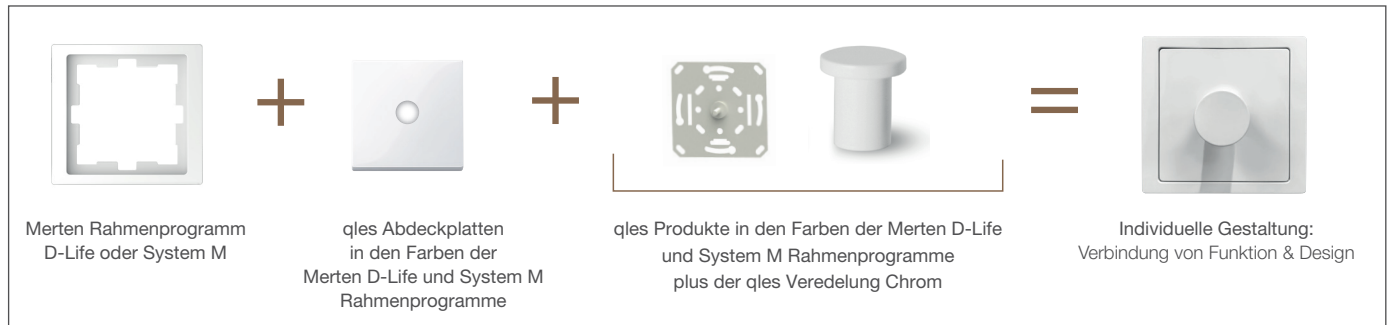 Merten Rahmenprogramm
D-Life oder System M
qles Abdeckplatten
in den Farben der
Merten D-Life und System M
Rahmenprogramme
qles Produkte in den Farben der Merten D-Life
und System M Rahmenprogramme
plus der qles Veredelung Chrom
Individuelle Gestaltung:
Verbindung von Funktion & Design